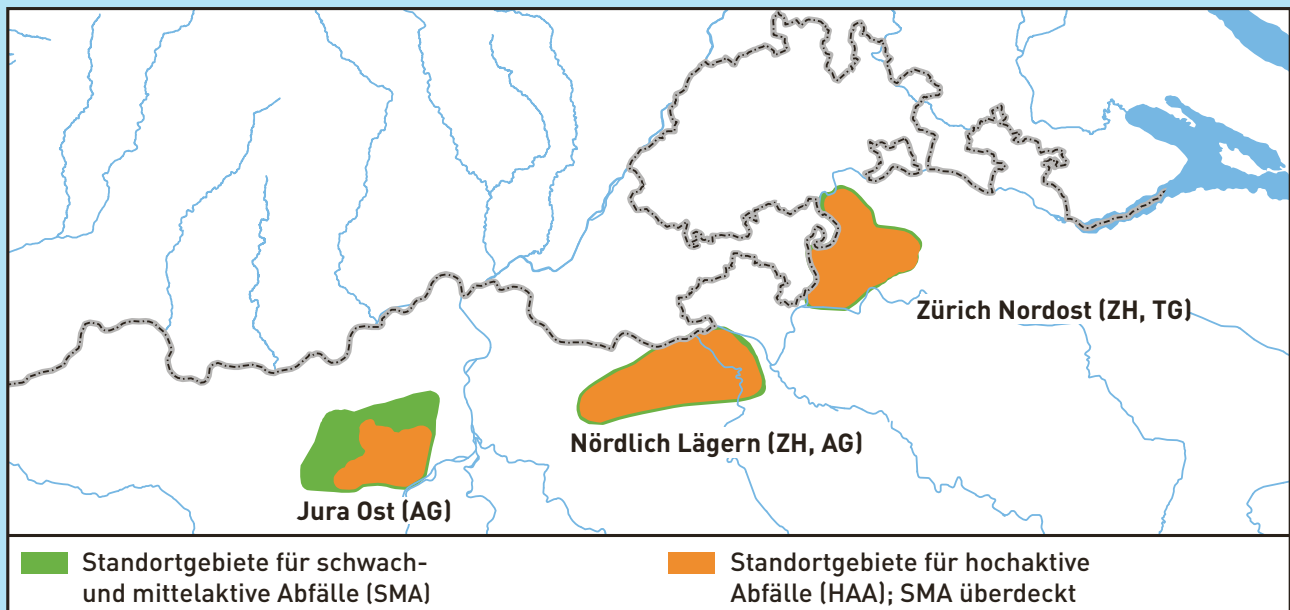 Zürich Nordost (ZH, TG)
Nördlich Lägern (ZH, AG)
Jura Ost (AG)
Standortgebiete für schwach-
und mittelaktive Abfälle (SMA)
Standortgebiete für hochaktive
Abfälle (HAA); SMA überdeckt